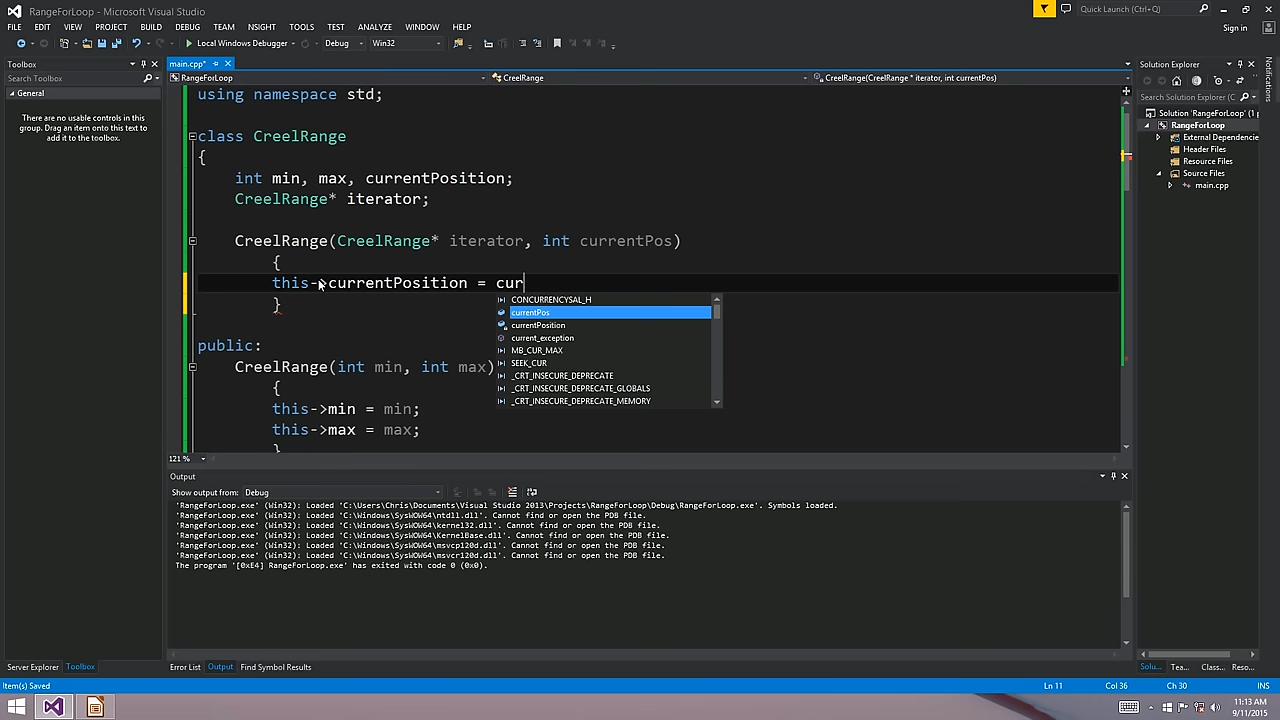 RangeForLoop - Microsoft Visual Studio
Quick Launch (Ctrl+Q)
FILE EDIT VIEW PROJECT BUILD DEBUG TEAM NSIGHT TOOLS TEST ANALYZE WINDOW HELP
Sign in
Local Windows Debugger Debug Win32
Toolbox
Search Toolbox
General
There are no usable controls in this
group. Drag an item onto this text to
add it to the toolbox.
main.cpp*
RangeForLoop CreelRange CreelRange(CreelRange * iterator, int currentPos)
using namespace std;
class CreelRange
{
int min, max, currentPosition;
CreelRange* iterator;
CreelRange(CreelRange* iterator, int currentPos)
{
this->currentPosition = cur
}
public:
CreelRange(int min, int max)
{
this->min = min;
this->max = max;
}
CONCURRENCYSAL_H
currentPos
currentPosition
current_exception
MB_CUR_MAX
SEEK_CUR
_CRT_INSECURE_DEPRECATE
_CRT_INSECURE_DEPRECATE_GLOBALS
_CRT_INSECURE_DEPRECATE_MEMORY
121 %
Output
Show output from: Debug
'RangeForLoop.exe' (Win32): Loaded 'C:\Users\Chris\Documents\Visual Studio 2013\Projects\RangeForLoop\Debug\RangeForLoop.exe'. Symbols loaded.
'RangeForLoop.exe' (Win32): Loaded 'C:\Windows\SysWOW64\ntdll.dll'. Cannot find or open the PDB file.
'RangeForLoop.exe' (Win32): Loaded 'C:\Windows\SysWOW64\kernel32.dll'. Cannot find or open the PDB file.
'RangeForLoop.exe' (Win32): Loaded 'C:\Windows\SysWOW64\KernelBase.dll'. Cannot find or open the PDB file.
'RangeForLoop.exe' (Win32): Loaded 'C:\Windows\SysWOW64\msvcp120d.dll'. Cannot find or open the PDB file.
'RangeForLoop.exe' (Win32): Loaded 'C:\Windows\SysWOW64\msvcr120d.dll'. Cannot find or open the PDB file.
The program '[0xE4] RangeForLoop.exe' has exited with code 0 (0x0).
Solution Explorer
Search Solution Explorer (C
Solution 'RangeForLoop' (1 p
RangeForLoop
External Dependencie
Header Files
Resource Files
Source Files
main.cpp
Notifications
Server Explorer Toolbox
Error List Output Find Symbol Results
Solu... Tea... Class... Reso...
Item(s) Saved
Ln 11 Col 36 Ch 30 INS
11:13 AM
9/11/2015